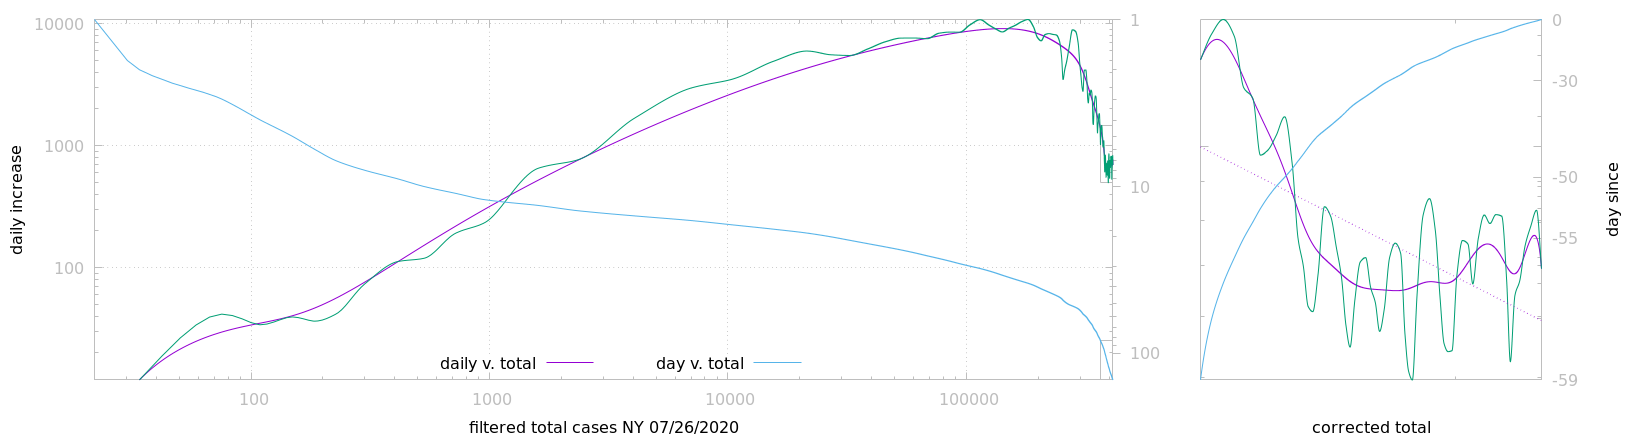 10000
1000
100
daily increase
100
1000
10000
100000
filtered total cases NY 07/26/2020
daily v. total
day v. total
1
10
100
0
-30
-50
-55
-59
day since
corrected total